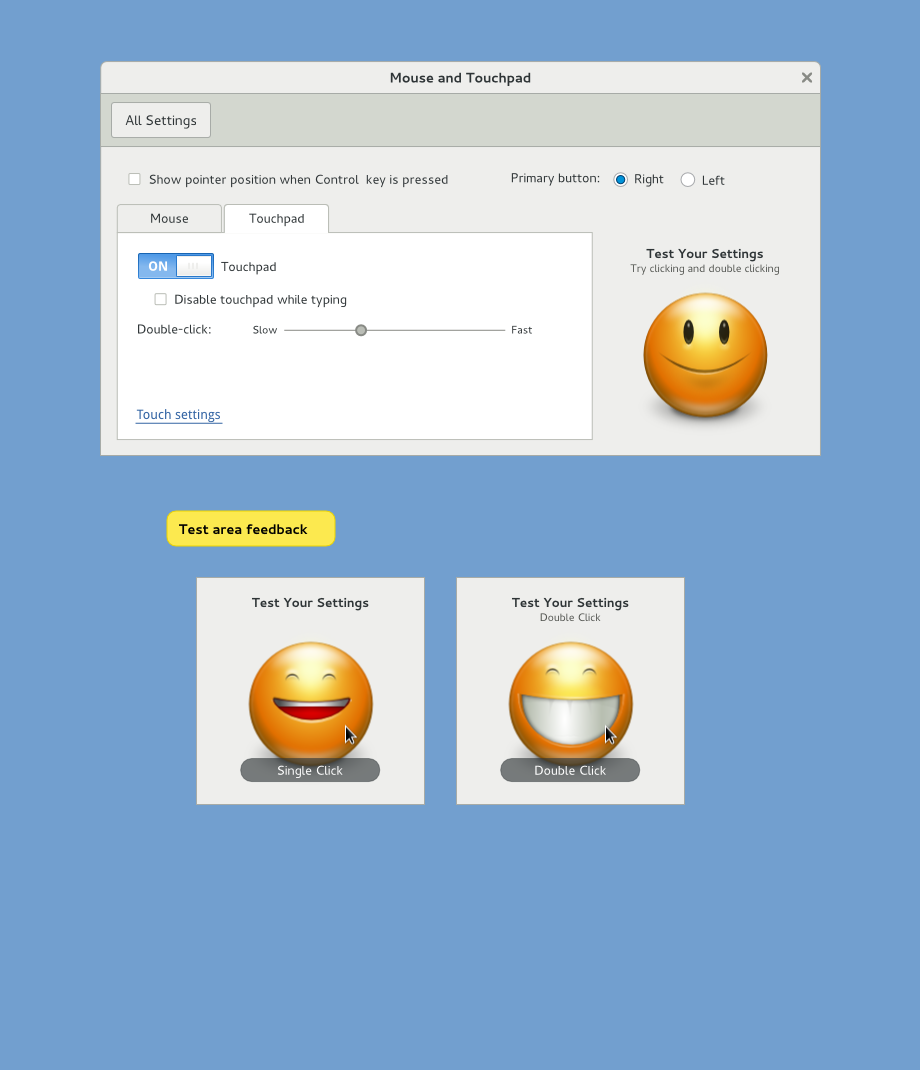 Mouse and Touchpad
All Settings
Show pointer position when Control  key is pressed
Primary button: Right Left
Mouse Touchpad
ON Touchpad
Disable touchpad while typing
Double-click: Slow Fast
Touch settings
Test Your Settings
Try clicking and double clicking
Test area feedback
Test Your Settings
Single Click
Test Your Settings
Double Click
Double Click